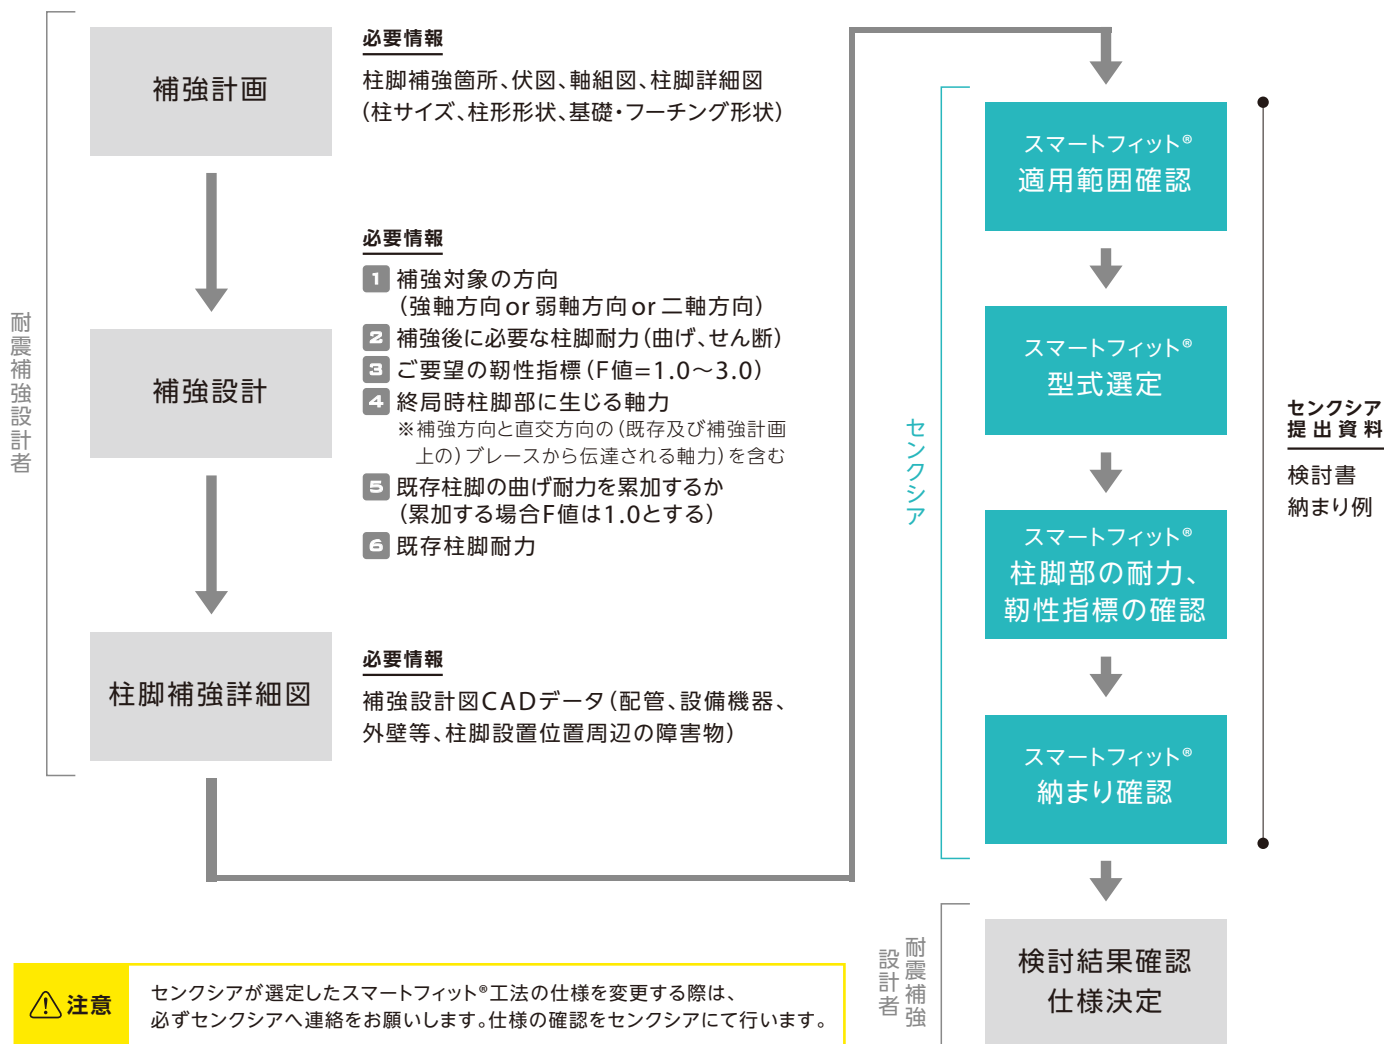 耐震補強設計者
補強計画
必要情報
柱脚補強箇所、伏図、軸組図、柱脚詳細図
(柱サイズ、柱形形状、基礎・フーチング形状)
補強設計
必要情報
1 補強対象の方向
(強軸方向 or 弱軸方向 or 二軸方向)
2 補強後に必要な柱脚耐力(曲げ、せん断)
3 ご要望の靭性指標(F値=1.0～3.0)
4 終局時柱脚部に生じる軸力
※補強方向と直交方向の(既存及び補強計画
上の)ブレースから伝達される軸力)を含む
5 既存柱脚の曲げ耐力を累加するか
(累加する場合F値は1.0とする)
6 既存柱脚耐力
柱脚補強詳細図
必要情報
補強設計図CADデータ(配管、設備機器、
外壁等、柱脚設置位置周辺の障害物)
センクシア
スマートフィット®
適用範囲確認
スマートフィット®
型式選定
スマートフィット®
柱脚部の耐力、
靭性指標の確認
スマートフィット®
納まり確認
センクシア
提出資料
検討書
納まり例
耐震補強
設計者
検討結果確認
仕様決定
注意
センクシアが選定したスマートフィット®工法の仕様を変更する際は、
必ずセンクシアへ連絡をお願いします。仕様の確認をセンクシアにて行います。